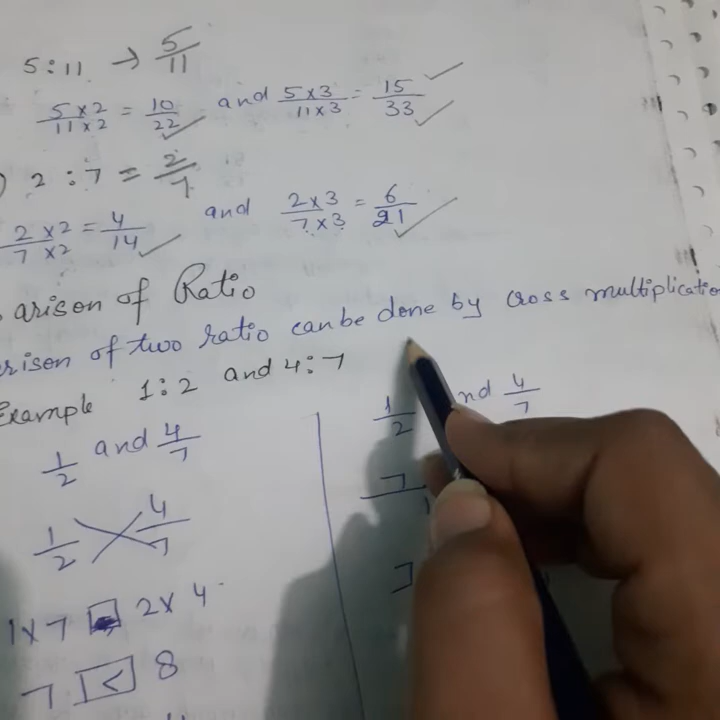 5:11 → 5/11
5×2/11×2 = 10/22 and 5×3/11×3 = 15/33
) 2 : 7 = 2/7
2×2/7×2 = 4/14 and 2×3/7×3 = 6/21
arison of Ratio
rison of two ratio can be done by cross multiplicatio
Example 1:2 and 4:7
1/2 and 4/7
1/2 4/7
1×7 2×4
7 < 8
1/2 nd 4/7
7
7